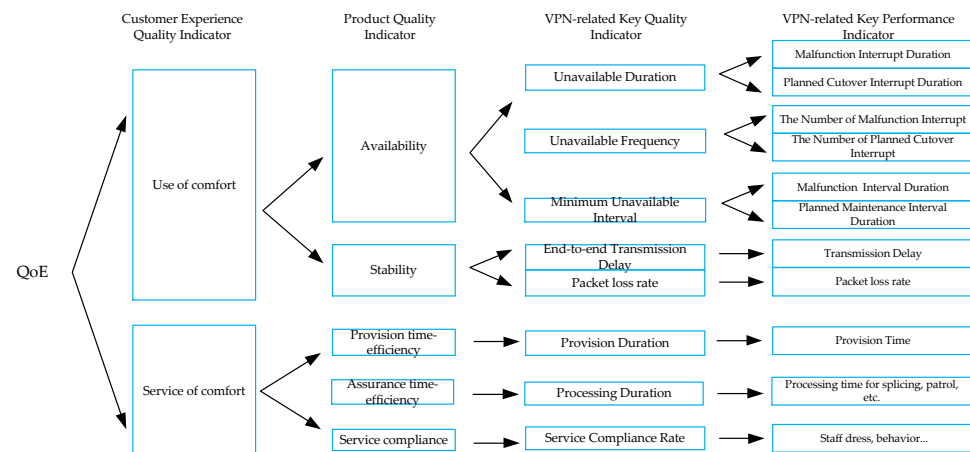 Customer Experience
Quality Indicator
Product Quality
Indicator
VPN-related Key Quality
Indicator
VPN-related Key Performance
Indicator
QoE
Use of comfort
Service of comfort
Availability
Stability
Provision time-
efficiency
Assurance time-
efficiency
Service compliance
Unavailable Duration
Unavailable Frequency
Minimum Unavailable
Interval
End-to-end Transmission
Delay
Packet loss rate
Provision Duration
Processing Duration
Service Compliance Rate
Malfunction Interrupt Duration
Planned Cutover Interrupt Duration
The Number of Malfunction Interrupt
The Number of Planned Cutover
Interrupt
Malfunction Interval Duration
Planned Maintenance Interval
Duration
Transmission Delay
Packet loss rate
Provision Time
Processing time for splicing, patrol,
etc.
Staff dress, behavior...